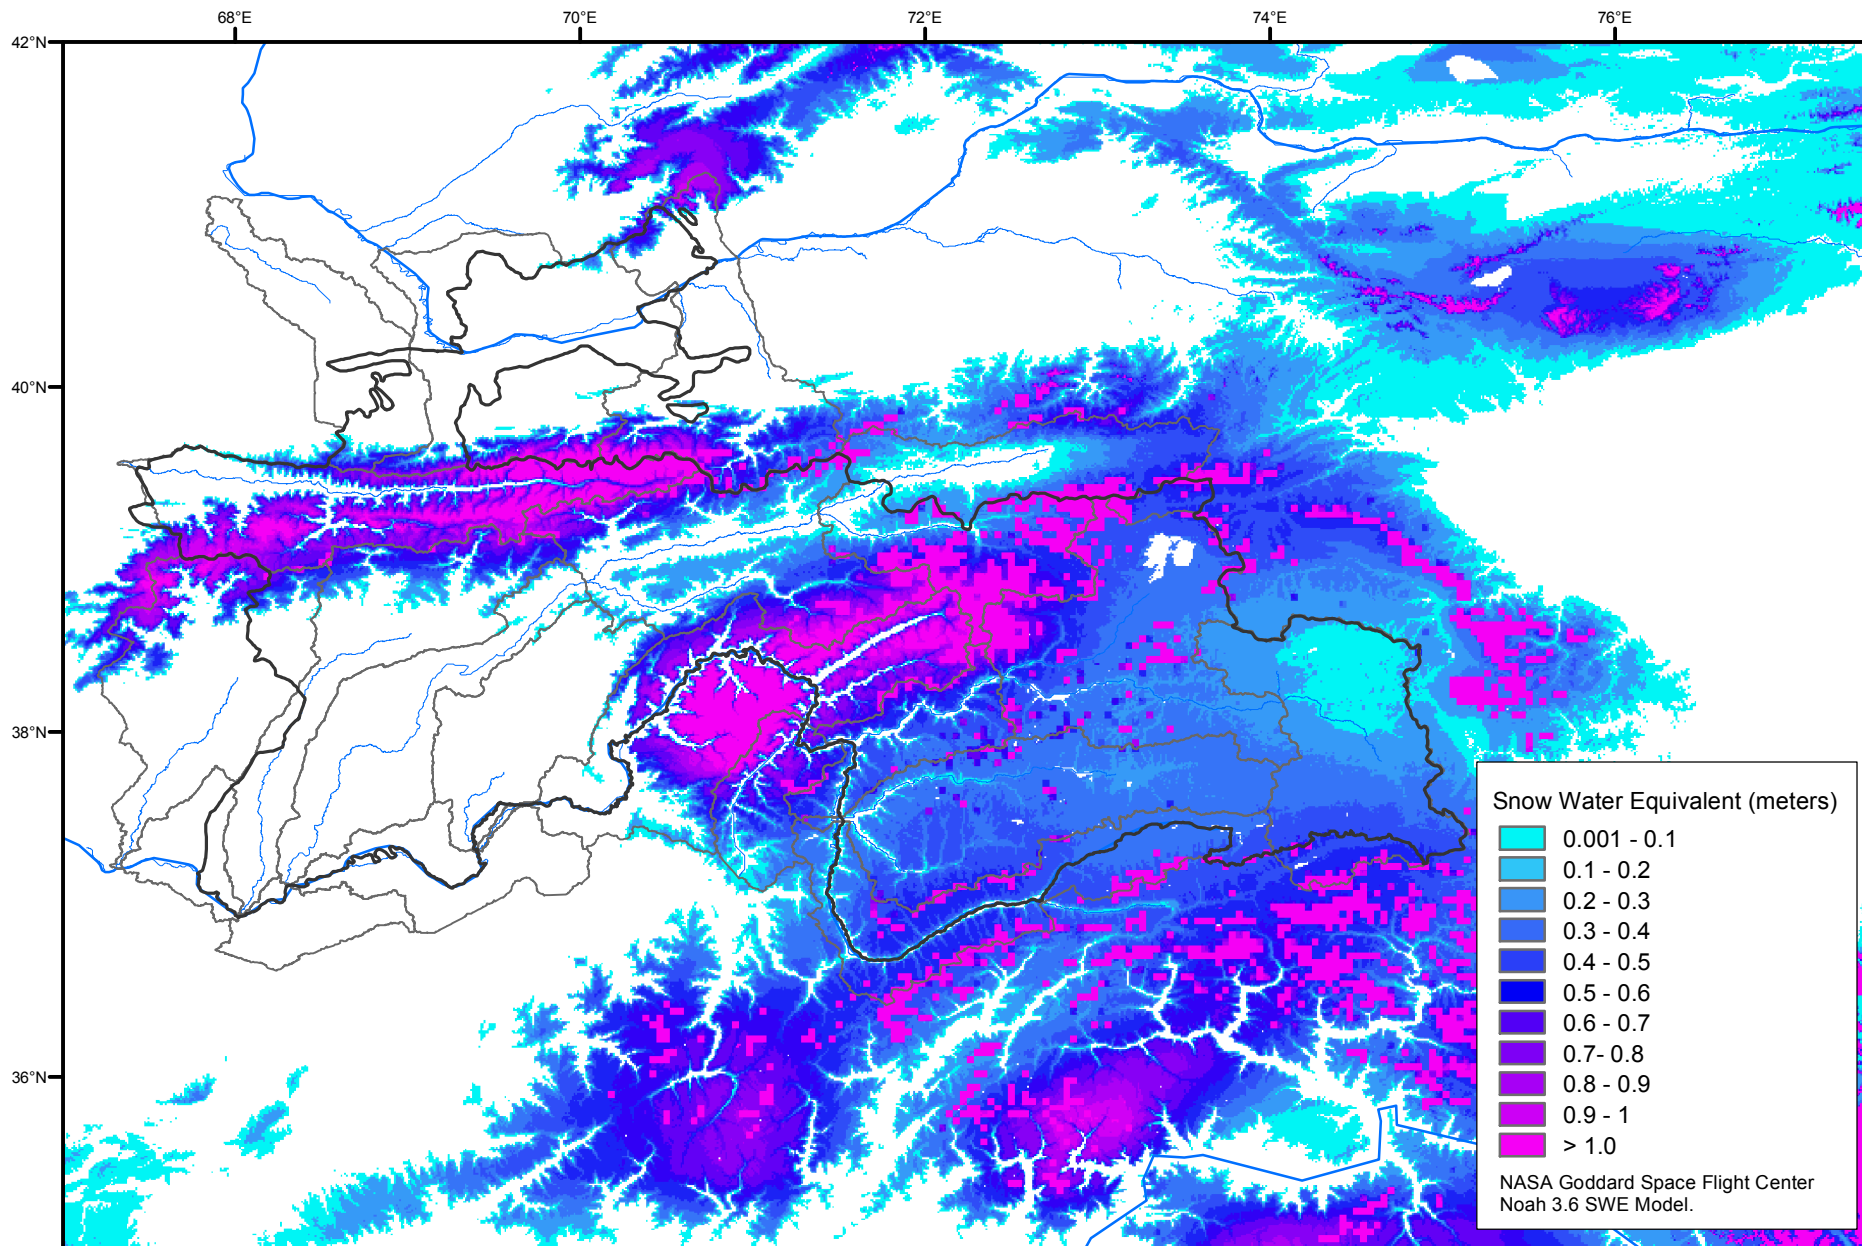 68°E
70°E
72°E
74°E
76°E
42°N
40°N
38°N
36°N
Snow Water Equivalent (meters)
0.001 - 0.1
0.1 - 0.2
0.2 - 0.3
0.3 - 0.4
0.4 - 0.5
0.5 - 0.6
0.6 - 0.7
0.7- 0.8
0.8 - 0.9
0.9 - 1
> 1.0
NASA Goddard Space Flight Center
Noah 3.6 SWE Model.